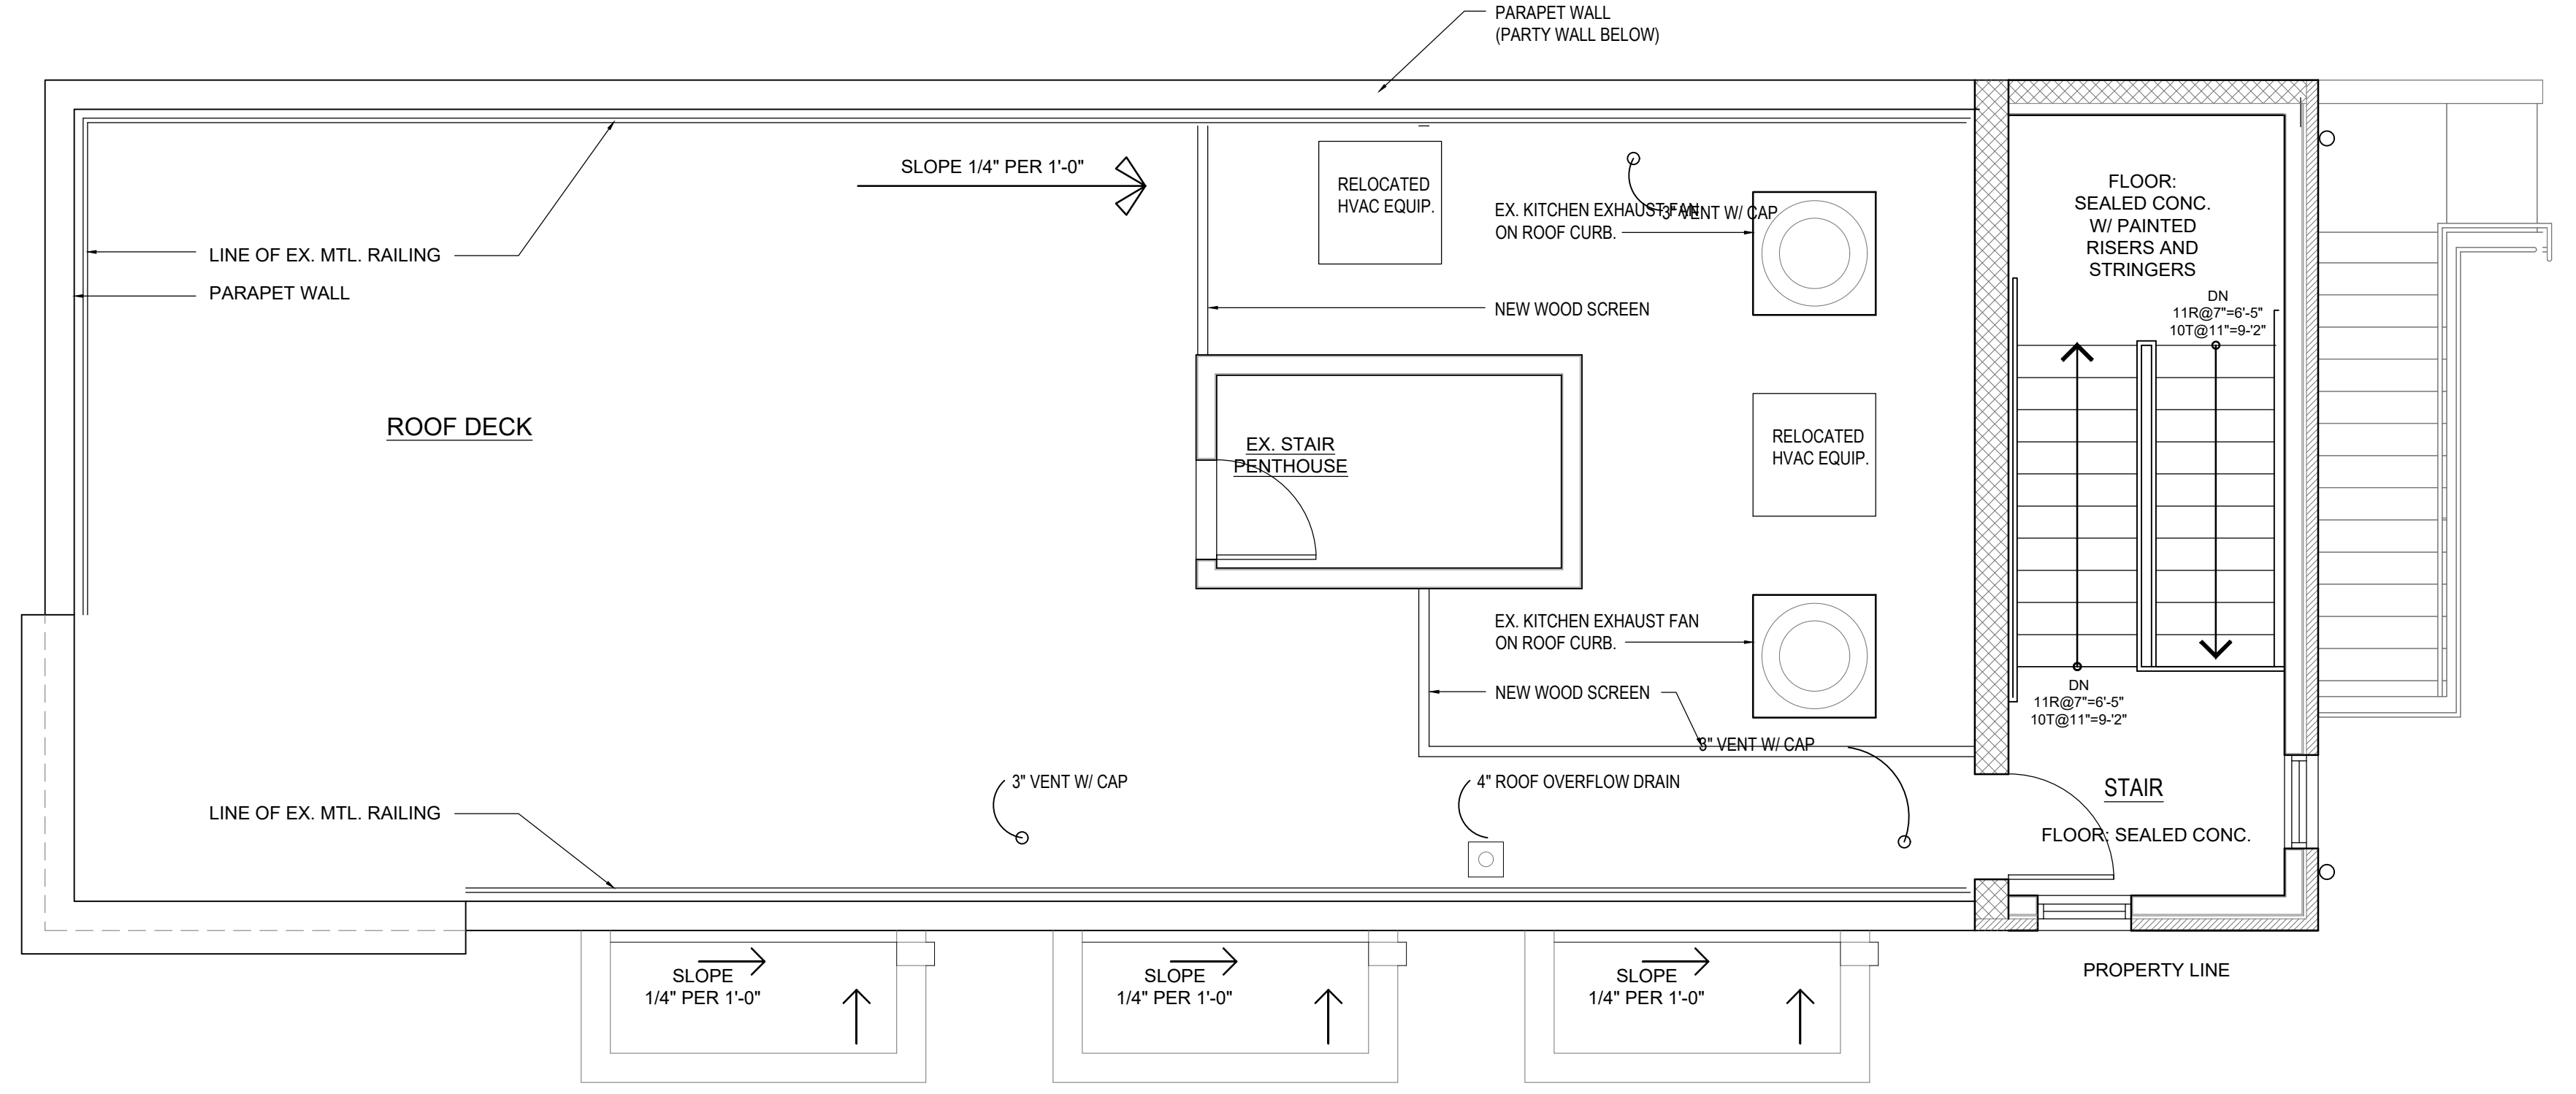 PARAPET WALL
(PARTY WALL BELOW)
SLOPE 1/4" PER 1'-0"
LINE OF EX. MTL. RAILING
PARAPET WALL
RELOCATED
HVAC EQUIP.
EX. KITCHEN EXHAUST FAN
ON ROOF CURB.
3" VENT W/ CAP
NEW WOOD SCREEN
FLOOR:
SEALED CONC.
W/ PAINTED
RISERS AND
STRINGERS
DN
11R@7"=6'-5"
10T@11"=9-'2"
ROOF DECK
EX. STAIR
PENTHOUSE
RELOCATED
HVAC EQUIP.
EX. KITCHEN EXHAUST FAN
ON ROOF CURB.
NEW WOOD SCREEN
3" VENT W/ CAP
DN
11R@7"=6'-5"
10T@11"=9-'2"
LINE OF EX. MTL. RAILING
3" VENT W/ CAP
4" ROOF OVERFLOW DRAIN
STAIR
FLOOR: SEALED CONC.
SLOPE
1/4" PER 1'-0"
SLOPE
1/4" PER 1'-0"
SLOPE
1/4" PER 1'-0"
PROPERTY LINE